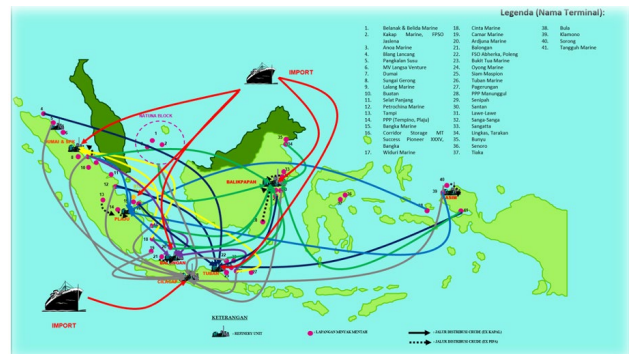 Legenda (Nama Terminal):
1. Belanak & Belida Marine
2. Kakap Marine, FPSO
Jaskosa
3. Anoa Marine
4. Blang Lancang
5. Pangkalan Susu
6. MV Langsa Venture
7. Dumai
8. Sungai Gerong
9. Lalang Marine
10. Buatan
11. Selat Panjang
12. Petrochina Marine
13. Tampi
14. PPP (Tempino, Plaju)
15. Bangka Marine
16. Corridor Storage MT
Success Pioneer XXXIV,
Bangka
17. Widuri Marine
18. Cinta Marine
19. Camar Marine
20. Ardjuna Marine
21. Balongan
22. FSO Abherka, Poleng
23. Bukit Tua Marine
24. Oyong Marine
25. Siam-Maspion
26. Tuban Marine
27. Pagerungan
28. PPP Manunggul
29. Senipah
30. Santan
31. Lawe-Lawe
32. Sanga-Sanga
33. Sangatta
34. Lingkas, Tarakan
35. Bunyu
36. Senoro
37. Tiaka
38. Bula
39. Klamono
40. Sorong
41. Tangguh Marine
IMPORT
NATUNA BLOCK
DUMAI & SPK
BALIKPAPAN
PLAJU
KASIM
BALONGAN
TUBAN
CILACAP
IMPORT
KETERANGAN
: REFINERY UNIT
: LAPANGAN MINYAK MENTAH
: JALUR DISTRIBUSI CRUDE (EX KAPAL)
: JALUR DISTRIBUSI CRUDE (EX PIPA)